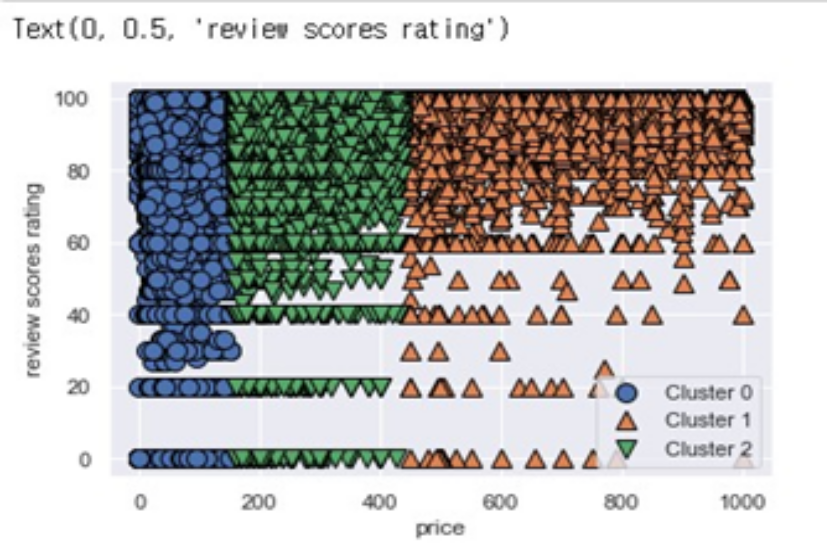 Text(0, 0.5, 'review scores rating')
100
80
60
40
20
0
review scores rating
0 200 400 600 800 1000
price
Cluster 0
Cluster 1
Cluster 2